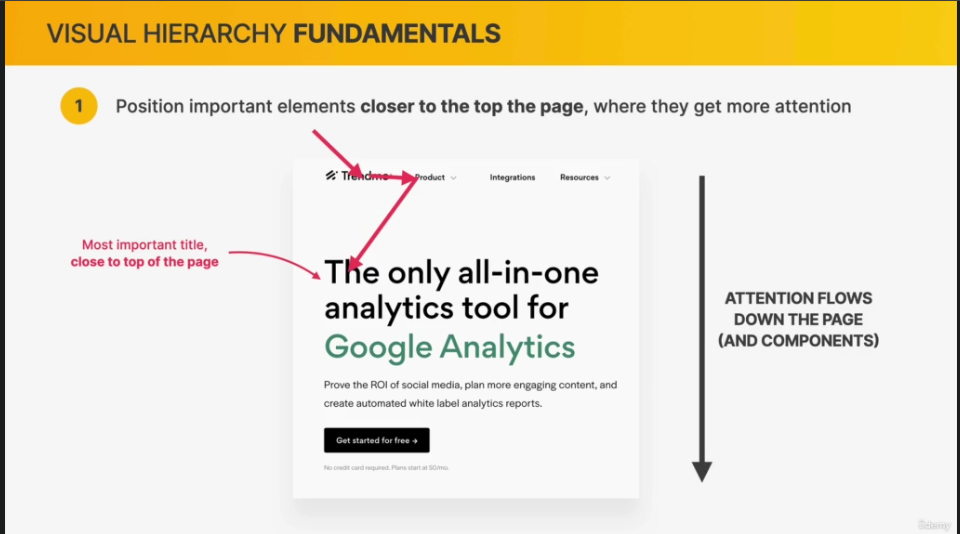 VISUAL HIERARCHY FUNDAMENTALS
1 Position important elements closer to the top the page, where they get more attention
Trendme Product Integrations Resources
Most important title,
close to top of the page
The only all-in-one
analytics tool for
Google Analytics
Prove the ROI of social media, plan more engaging content, and
create automated white label analytics reports.
Get started for free →
No credit card required. Plans start at $0/mo.
ATTENTION FLOWS
DOWN THE PAGE
(AND COMPONENTS)
Udemy